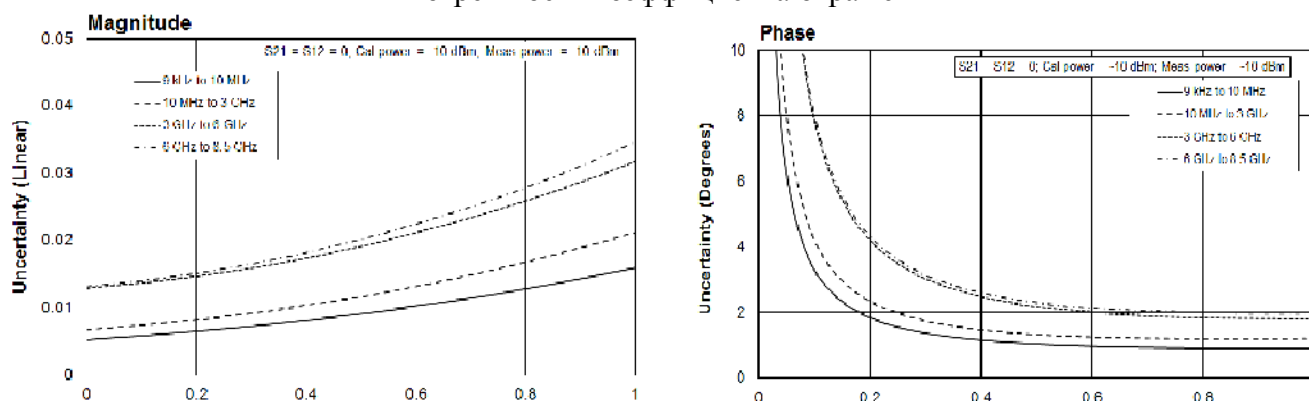 Magnitude
0.05
S21 = S12 = 0, Cal power = 10 dBm, Meas power = 10 dBm
9 kHz to 10 MHz
0.04
10 MHz to 3 GHz
3 GHz to 6 GHz
6 GHz to 8.5 GHz
0.03
Uncertainty (Linear)
0.02
0.01
0
0 0.2 0.4 0.6 0.8 1
Phase
10
S21 S12 0; Cal power -10 dBm; Meas power -10 dBm
9 kHz to 10 MHz
10 MHz to 3 GHz
8
3 GHz to 6 GHz
6 GHz to 8.5 GHz
6
Uncertainty (Degrees)
4
2
0
0 0.2 0.4 0.6 0.8